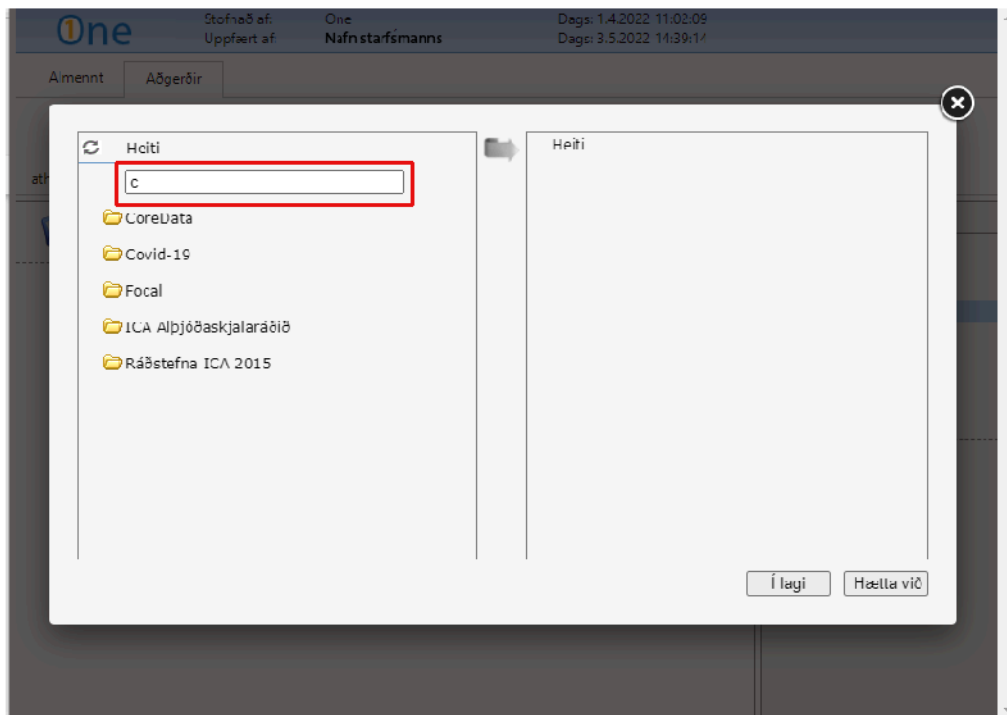 One
Stofnað af: One Dags: 1.4.2022 11:02:09
Uppfært af: Nafn starfsmanns Dags: 3.5.2022 14:39:14
Almennt Aðgerðir
ath
Heiti Heiti
c
CoreData
Covid-19
Focal
ICA Alþjóðaskjalaráðið
Ráðstefna ICA 2015
Í lagi Hætta við